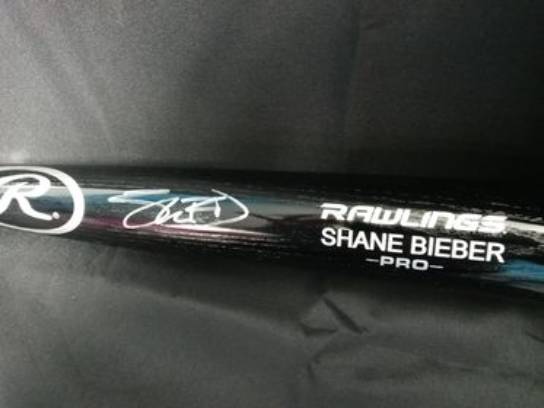 R.
RAWLINGS
SHANE BIEBER
-PRO-